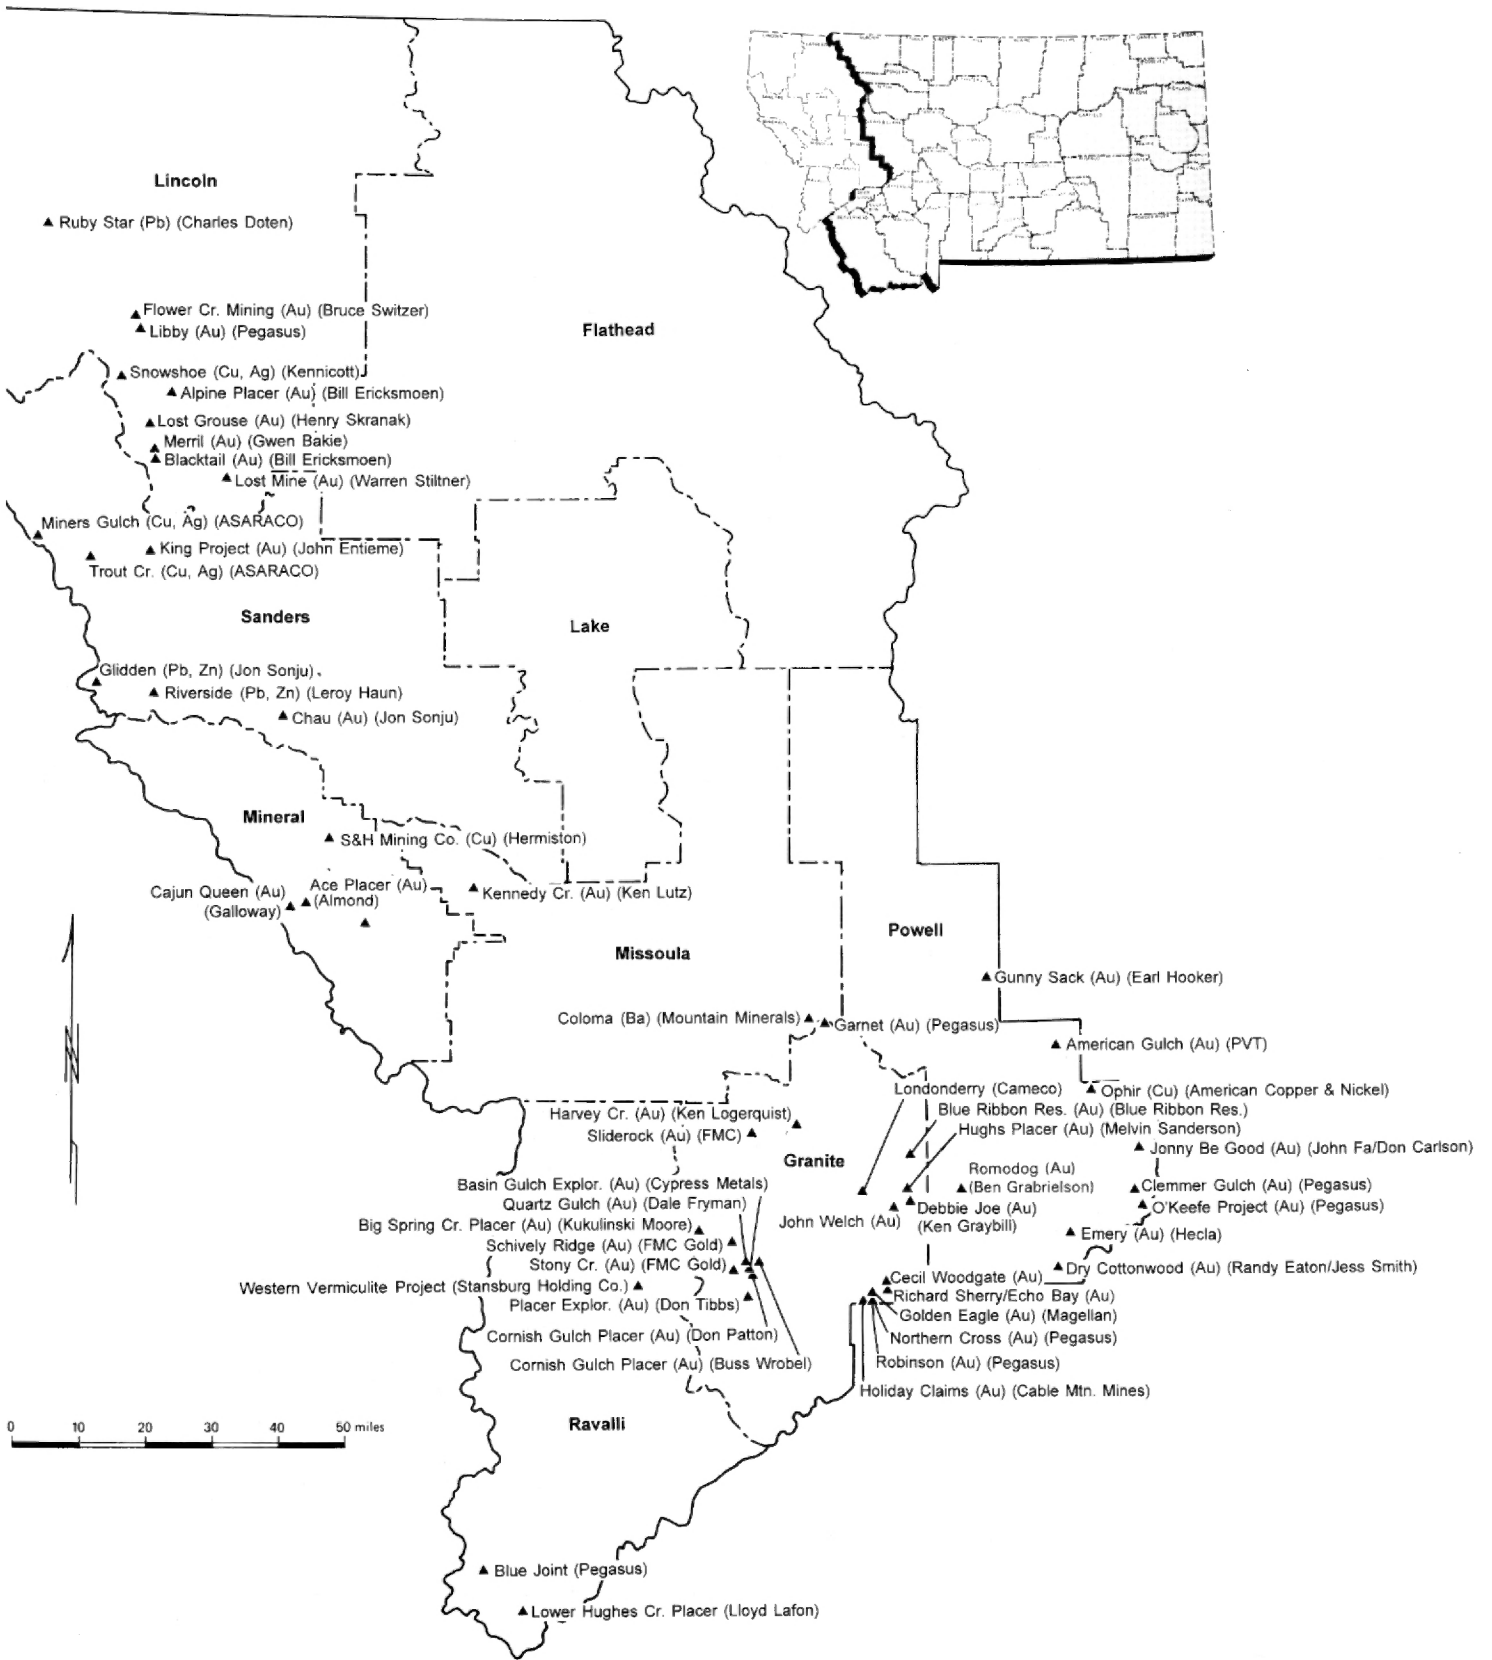 Lincoln
Ruby Star (Pb) (Charles Doten)
Flower Cr. Mining (Au) (Bruce Switzer)
Libby (Au) (Pegasus)
Flathead
Snowshoe (Cu, Ag) (Kennicott)
Alpine Placer (Au) (Bill Ericksmoen)
Lost Grouse (Au) (Henry Skranak)
Merril (Au) (Gwen Bakie)
Blacktail (Au) (Bill Ericksmoen)
Lost Mine (Au) (Warren Stiltner)
Miners Gulch (Cu, Ag) (ASARACO)
King Project (Au) (John Entieme)
Trout Cr. (Cu, Ag) (ASARACO)
Sanders
Lake
Glidden (Pb, Zn) (Jon Sonju)
Riverside (Pb, Zn) (Leroy Haun)
Chau (Au) (Jon Sonju)
Mineral
S&H Mining Co. (Cu) (Hermiston)
Ace Placer (Au)
(Almond)
Cajun Queen (Au)
(Galloway)
Kennedy Cr. (Au) (Ken Lutz)
Powell
Missoula
Gunny Sack (Au) (Earl Hooker)
Coloma (Ba) (Mountain Minerals)
Garnet (Au) (Pegasus)
American Gulch (Au) (PVT)
N
Londonderry (Cameco)
Ophir (Cu) (American Copper & Nickel)
Blue Ribbon Res. (Au) (Blue Ribbon Res.)
Harvey Cr. (Au) (Ken Logerquist)
Hughs Placer (Au) (Melvin Sanderson)
Sliderock (Au) (FMC)
Jonny Be Good (Au) (John Fa/Don Carlson)
Granite
Romodog (Au)
(Ben Grabrielson)
Basin Gulch Explor. (Au) (Cypress Metals)
Clemmer Gulch (Au) (Pegasus)
Quartz Gulch (Au) (Dale Fryman)
O'Keefe Project (Au) (Pegasus)
Debbie Joe (Au)
(Ken Graybill)
John Welch (Au)
Big Spring Cr. Placer (Au) (Kukulinski Moore)
Emery (Au) (Hecla)
Schively Ridge (Au) (FMC Gold)
Stony Cr. (Au) (FMC Gold)
Dry Cottonwood (Au) (Randy Eaton/Jess Smith)
Cecil Woodgate (Au)
Western Vermiculite Project (Stansburg Holding Co.)
Richard Sherry/Echo Bay (Au)
Placer Explor. (Au) (Don Tibbs)
Golden Eagle (Au) (Magellan)
Cornish Gulch Placer (Au) (Don Patton)
Northern Cross (Au) (Pegasus)
Cornish Gulch Placer (Au) (Buss Wrobel)
Robinson (Au) (Pegasus)
Holiday Claims (Au) (Cable Mtn. Mines)
Ravalli
0 10 20 30 40 50 miles
Blue Joint (Pegasus)
Lower Hughes Cr. Placer (Lloyd Lafon)